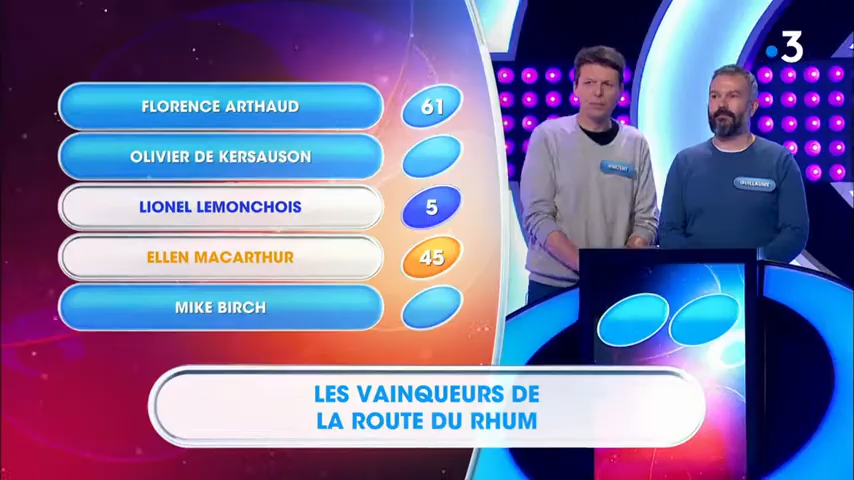 3
FLORENCE ARTHAUD 61
OLIVIER DE KERSAUSON
LIONEL LEMONCHOIS 5
ELLEN MACARTHUR 45
MIKE BIRCH
GUILLAUME
LES VAINQUEURS DE
LA ROUTE DU RHUM